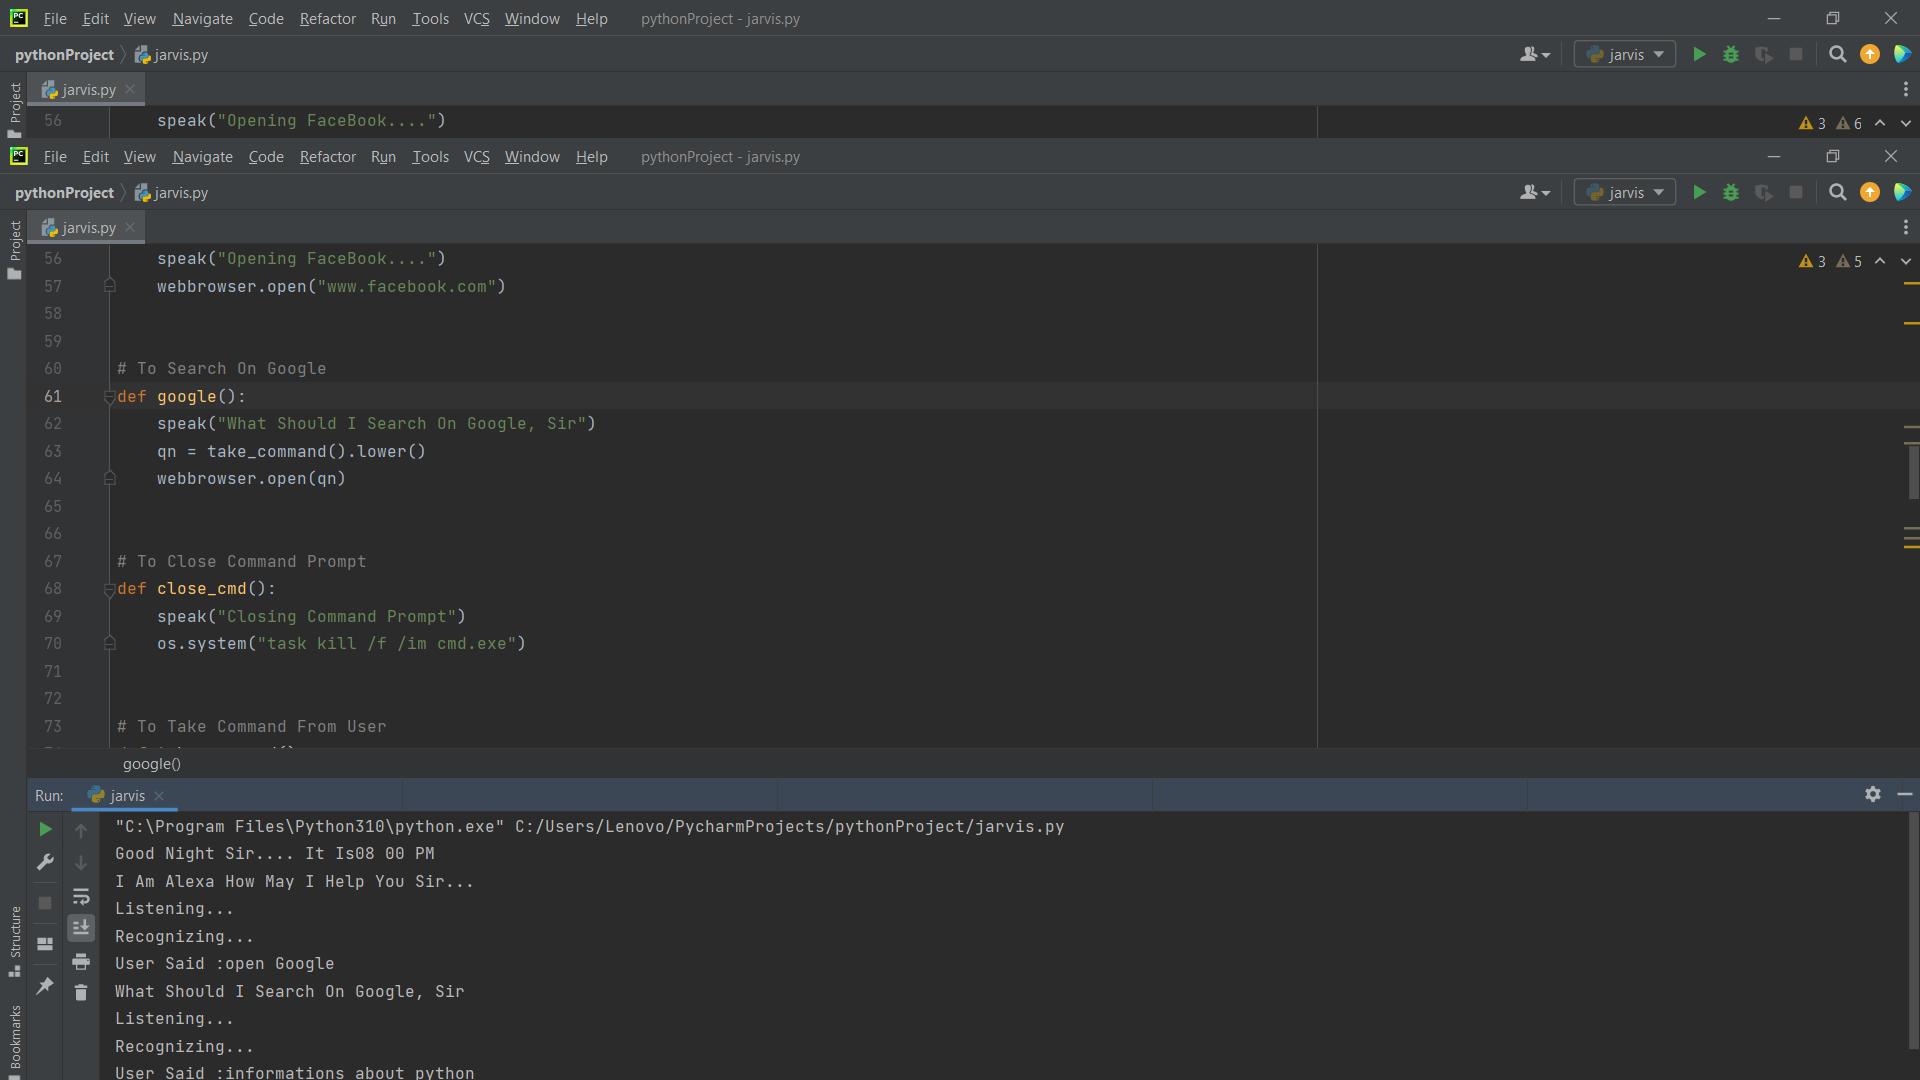 File Edit View Navigate Code Refactor Run Tools VCS Window Help pythonProject - jarvis.py
pythonProject jarvis.py jarvis
Project jarvis.py
56 speak("Opening FaceBook....") 3 6
File Edit View Navigate Code Refactor Run Tools VCS Window Help pythonProject - jarvis.py
pythonProject jarvis.py jarvis
Project jarvis.py
56 speak("Opening FaceBook....") 3 5
57 webbrowser.open("www.facebook.com")
58
59
60 # To Search On Google
61 def google():
62 speak("What Should I Search On Google, Sir")
63 qn = take_command().lower()
64 webbrowser.open(qn)
65
66
67 # To Close Command Prompt
68 def close_cmd():
69 speak("Closing Command Prompt")
70 os.system("task kill /f /im cmd.exe")
71
72
73 # To Take Command From User
google()
Run: jarvis
"C:\Program Files\Python310\python.exe" C:/Users/Lenovo/PycharmProjects/pythonProject/jarvis.py
Good Night Sir.... It Is08 00 PM
I Am Alexa How May I Help You Sir...
Listening...
Recognizing...
User Said :open Google
What Should I Search On Google, Sir
Listening...
Recognizing...
User Said :informations about python
Structure
Bookmarks